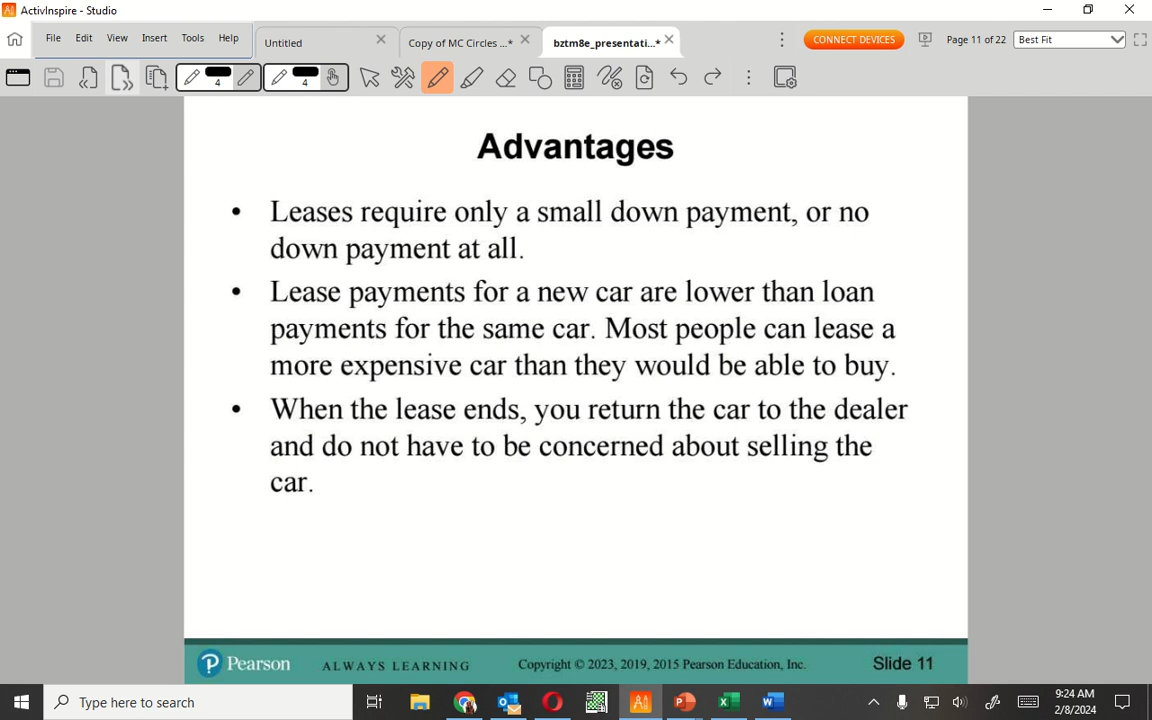 ActivInspire - Studio
File Edit View Insert Tools Help
Untitled
Copy of MC Circles ...*
bztm8e_presentati...*
CONNECT DEVICES
Page 11 of 22
Best Fit
4
4
Advantages
• Leases require only a small down payment, or no
down payment at all.
• Lease payments for a new car are lower than loan
payments for the same car. Most people can lease a
more expensive car than they would be able to buy.
• When the lease ends, you return the car to the dealer
and do not have to be concerned about selling the
car.
Pearson ALWAYS LEARNING Copyright © 2023, 2019, 2015 Pearson Education, Inc. Slide 11
Type here to search
9:24 AM
2/8/2024